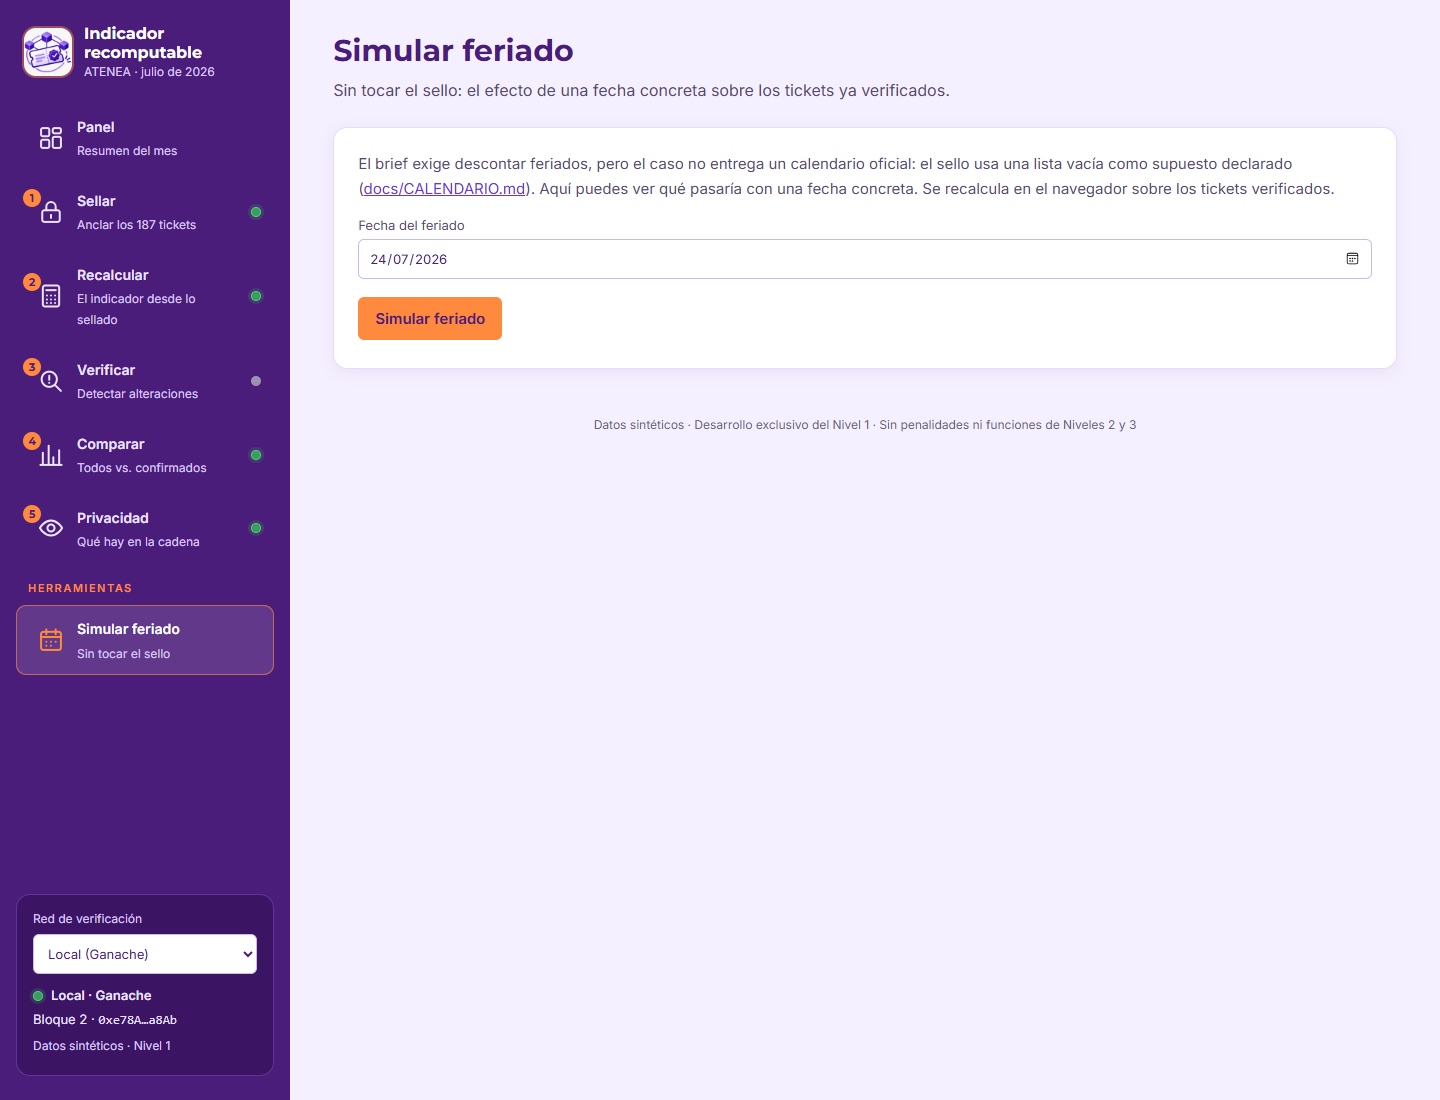 Indicador
recomputable
ATENEA · julio de 2026
Panel
Resumen del mes
1
Sellar
Anclar los 187 tickets
2
Recalcular
El indicador desde lo
sellado
3
Verificar
Detectar alteraciones
4
Comparar
Todos vs. confirmados
5
Privacidad
Qué hay en la cadena
HERRAMIENTAS
Simular feriado
Sin tocar el sello
Red de verificación
Local (Ganache)
Local · Ganache
Bloque 2 · 0xe78A…a8Ab
Datos sintéticos · Nivel 1
Simular feriado
Sin tocar el sello: el efecto de una fecha concreta sobre los tickets ya verificados.
El brief exige descontar feriados, pero el caso no entrega un calendario oficial: el sello usa una lista vacía como supuesto declarado
(docs/CALENDARIO.md). Aquí puedes ver qué pasaría con una fecha concreta. Se recalcula en el navegador sobre los tickets verificados.
Fecha del feriado
24/07/2026
Simular feriado
Datos sintéticos · Desarrollo exclusivo del Nivel 1 · Sin penalidades ni funciones de Niveles 2 y 3